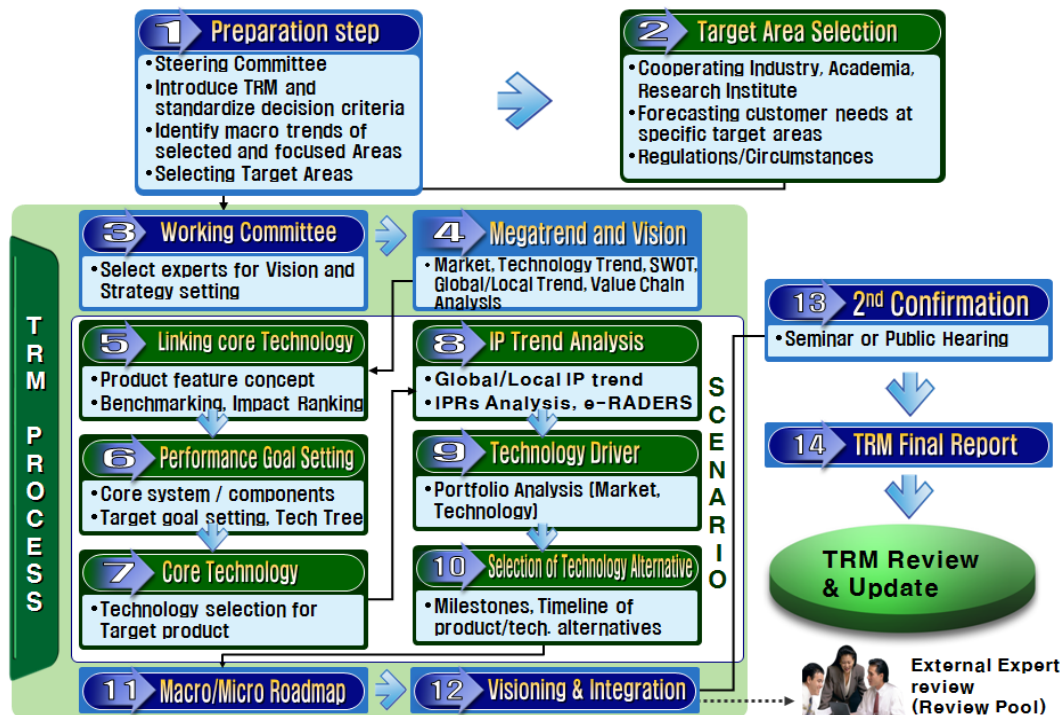 1 Preparation step
• Steering Committee
• Introduce TRM and
standardize decision criteria
• Identify macro trends of
selected and focused Areas
• Selecting Target Areas
2 Target Area Selection
• Cooperating Industry, Academia,
Research Institute
• Forecasting customer needs at
specific target areas
• Regulations/Circumstances
TRM PROCESS
3 Working Committee
• Select experts for Vision and
Strategy setting
4 Megatrend and Vision
• Market, Technology Trend, SWOT,
Global/Local Trend, Value Chain
Analysis
5 Linking core Technology
• Product feature concept
• Benchmarking, Impact Ranking
6 Performance Goal Setting
• Core system / components
• Target goal setting, Tech Tree
7 Core Technology
• Technology selection for
Target product
8 IP Trend Analysis
• Global/Local IP trend
• IPRs Analysis, e-RADERS
9 Technology Driver
• Portfolio Analysis (Market,
Technology)
10 Selection of Technology Alternative
• Milestones, Timeline of
product/tech. alternatives
SCENARIO
11 Macro/Micro Roadmap
12 Visioning & Integration
13 2nd Confirmation
• Seminar or Public Hearing
14 TRM Final Report
TRM Review
& Update
External Expert
review
(Review Pool)